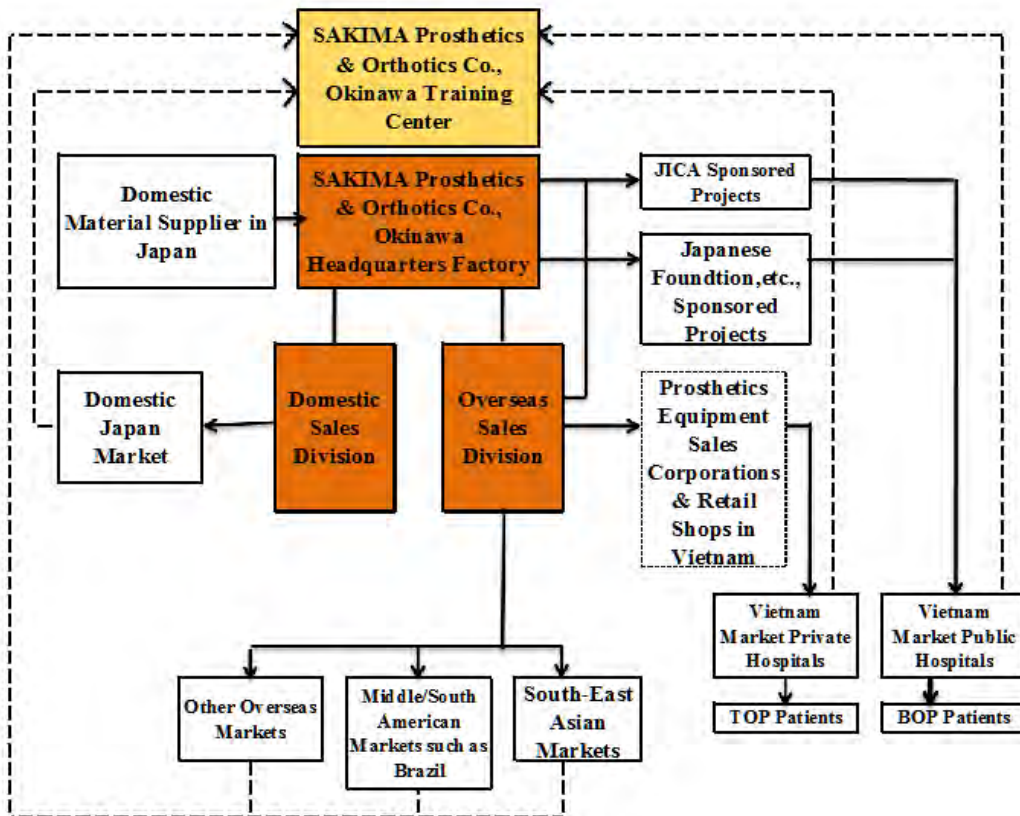 SAKIMA Prosthetics
& Orthotics Co.,
Okinawa Training
Center
Domestic
Material Supplier in
Japan
SAKIMA Prosthetics
& Orthotics Co.,
Okinawa
Headquarters Factory
JICA Sponsored
Projects
Japanese
Foundtion,etc.,
Sponsored
Projects
Domestic
Japan
Market
Domestic
Sales
Division
Overseas
Sales
Division
Prosthetics
Equipment
Sales
Corporations
& Retail
Shops in
Vietnam
Vietnam
Market Private
Hospitals
Vietnam
Market Public
Hospitals
Other Overseas
Markets
Middle/South
American
Markets such as
Brazil
South-East
Asian
Markets
TOP Patients
BOP Patients